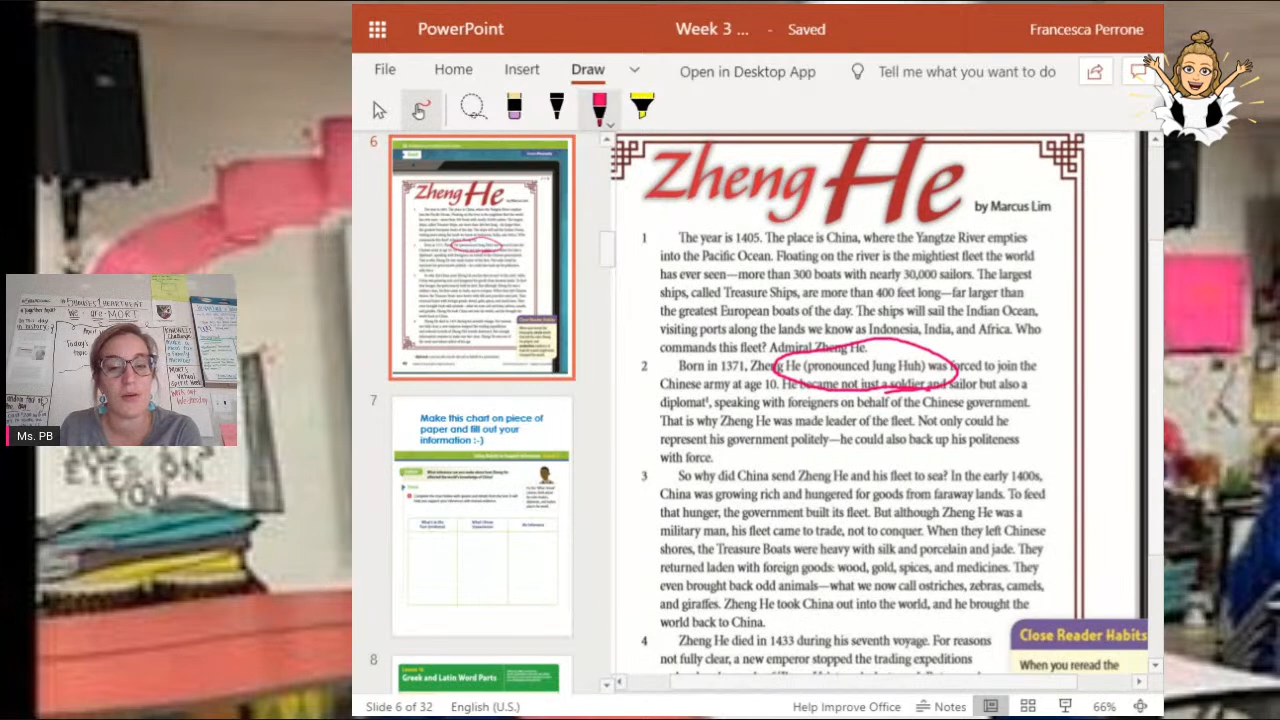 PowerPoint
Week 3 ... - Saved
Francesca Perrone
File Home Insert Draw Open in Desktop App Tell me what you want to do
6
Zheng He
7
Make this chart on piece of
paper and fill out your
information :-)
8
Greek and Latin Word Parts
Zheng He
by Marcus Lim
1 The year is 1405. The place is China, where the Yangtze River empties
into the Pacific Ocean. Floating on the river is the mightiest fleet the world
has ever seen—more than 300 boats with nearly 30,000 sailors. The largest
ships, called Treasure Ships, are more than 400 feet long—far larger than
the greatest European boats of the day. The ships will sail the Indian Ocean,
visiting ports along the lands we know as Indonesia, India, and Africa. Who
commands this fleet? Admiral Zheng He.
2 Born in 1371, Zheng He (pronounced Jung Huh) was forced to join the
Chinese army at age 10. He became not just a soldier and sailor but also a
diplomat¹, speaking with foreigners on behalf of the Chinese government.
That is why Zheng He was made leader of the fleet. Not only could he
represent his government politely—he could also back up his politeness
with force.
3 So why did China send Zheng He and his fleet to sea? In the early 1400s,
China was growing rich and hungered for goods from faraway lands. To feed
that hunger, the government built its fleet. But although Zheng He was a
military man, his fleet came to trade, not to conquer. When they left Chinese
shores, the Treasure Boats were heavy with silk and porcelain and jade. They
returned laden with foreign goods: wood, gold, spices, and medicines. They
even brought back odd animals—what we now call ostriches, zebras, camels,
and giraffes. Zheng He took China out into the world, and he brought the
world back to China.
4 Zheng He died in 1433 during his seventh voyage. For reasons
not fully clear, a new emperor stopped the trading expeditions
Close Reader Habits
When you reread the
Ms. PB
EYES ON
YOU
Slide 6 of 32 English (U.S.) Help Improve Office Notes 66%